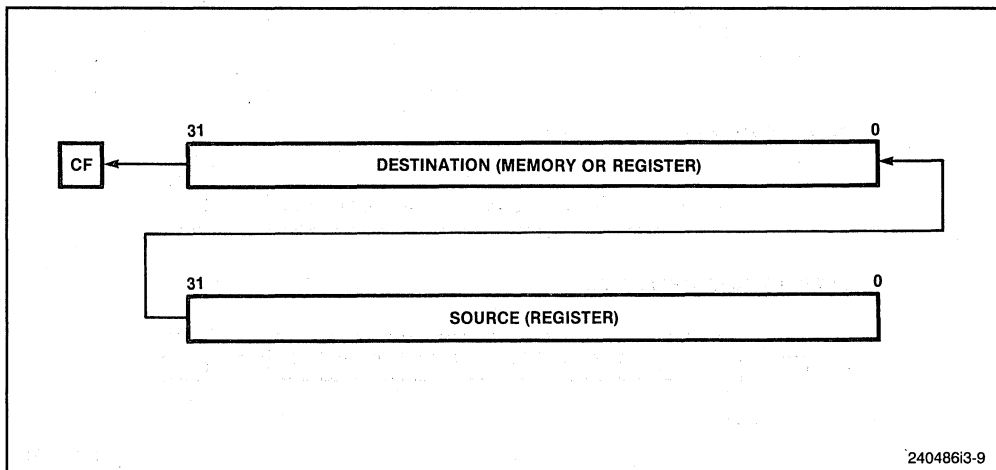 31 0
CF DESTINATION (MEMORY OR REGISTER)
31 0
SOURCE (REGISTER)
240486i3-9